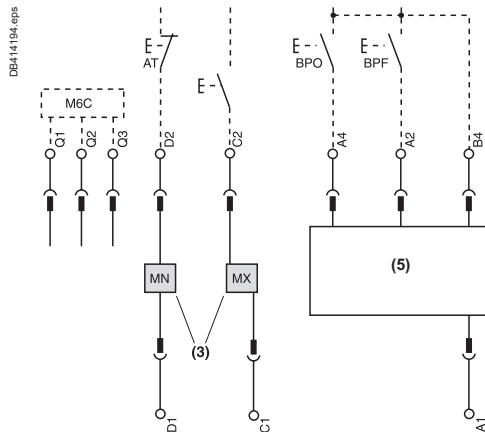 DB414194.eps
AT
BPO
BPF
M6C
Q1
Q2
Q3
D2
C2
A4
A2
B4
MN
MX
(5)
(3)
D1
C1
A1